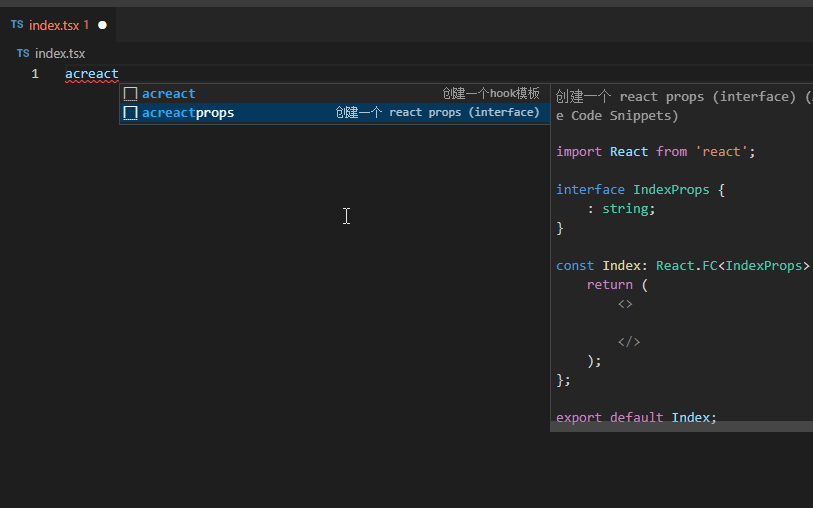 TS index.tsx 1
TS index.tsx
1 acreact
acreact 创建一个hook模板
acreactprops 创建一个 react props (interface)
创建一个 react props (interface) (
e Code Snippets)
import React from 'react';
interface IndexProps {
: string;
}
const Index: React.FC<IndexProps>
return (
<>
</>
);
};
export default Index;